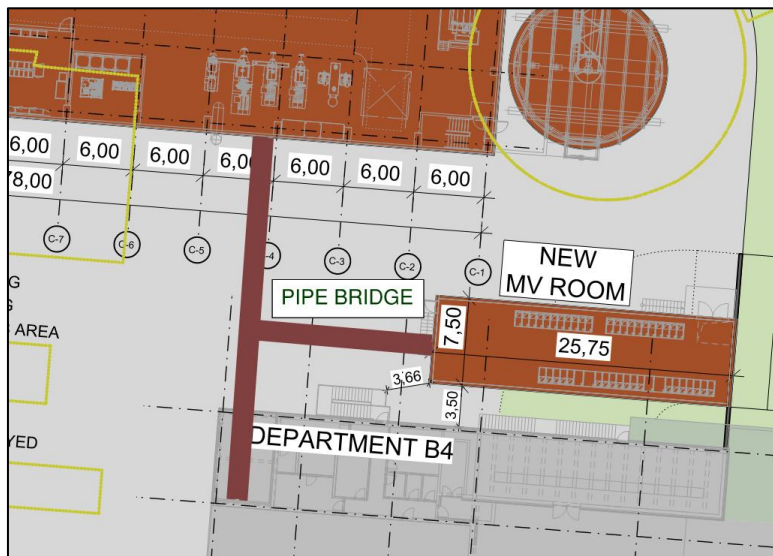 6,00
6,00
6,00
6,0
6,00
6,00
6,00
78,00
C-7
C-6
C-5
-4
C-3
C-2
C-1
NEW
MV ROOM
PIPE BRIDGE
7,50
25,75
3,66
3,50
G
G
AREA
YED
DEPARTMENT B4